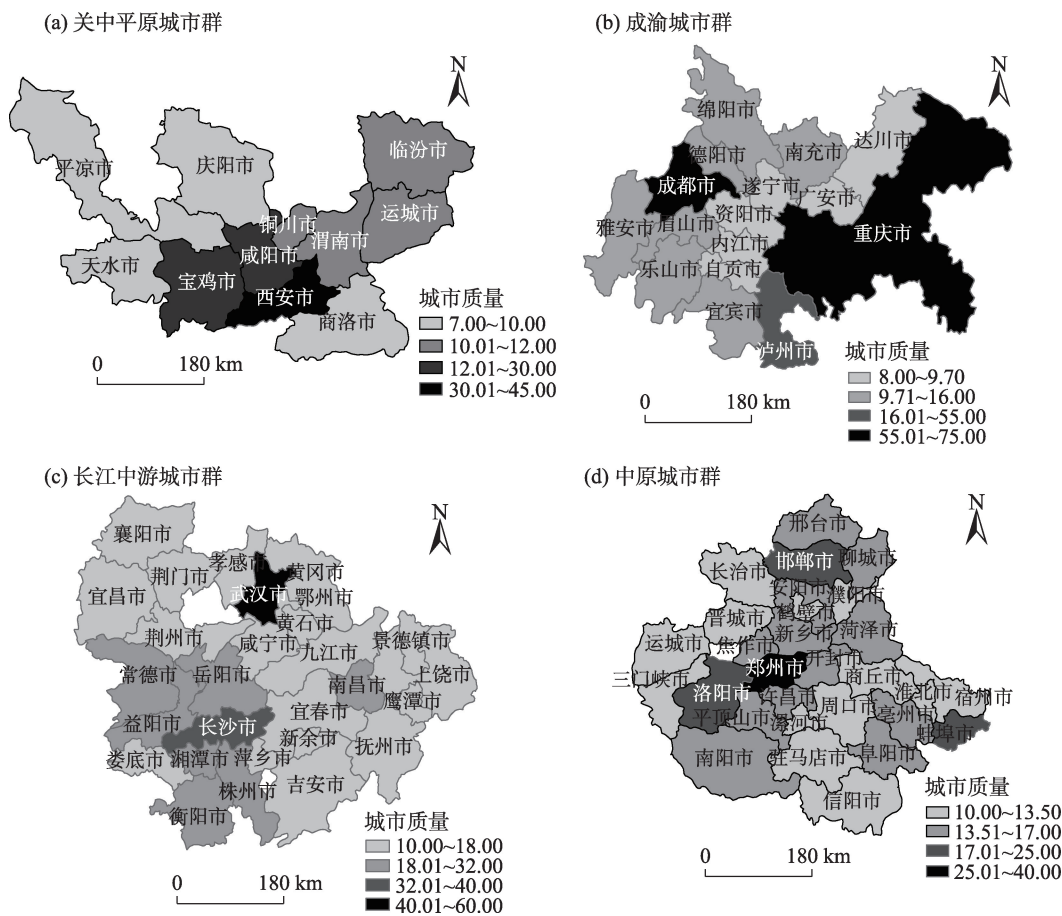 (a) 关中平原城市群
N
平凉市
庆阳市
临汾市
铜川市
运城市
渭南市
咸阳市
天水市
宝鸡市
西安市
商洛市
城市质量
7.00~10.00
10.01~12.00
12.01~30.00
30.01~45.00
0 180 km
(b) 成渝城市群
N
绵阳市
达川市
德阳市
南充市
成都市
遂宁市
广安市
资阳市
雅安市
眉山市
重庆市
内江市
乐山市
自贡市
宜宾市
泸州市
城市质量
8.00~9.70
9.71~16.00
16.01~55.00
55.01~75.00
0 180 km
(c) 长江中游城市群
N
襄阳市
孝感市
荆门市
黄冈市
宜昌市
武汉市
鄂州市
黄石市
荆州市
咸宁市
景德镇市
九江市
常德市
岳阳市
上饶市
南昌市
鹰潭市
益阳市
长沙市
宜春市
新余市
抚州市
娄底市
湘潭市
萍乡市
吉安市
株州市
衡阳市
城市质量
10.00~18.00
18.01~32.00
32.01~40.00
40.01~60.00
0 180 km
(d) 中原城市群
N
邢台市
邯郸市
聊城市
长治市
安阳市
濮阳市
鹤壁市
晋城市
新乡市
菏泽市
运城市
焦作市
开封市
郑州市
三门峡市
商丘市
洛阳市
淮北市
宿州市
许昌市
周口市
亳州市
平顶山市
漯河市
蚌埠市
南阳市
驻马店市
阜阳市
信阳市
城市质量
10.00~13.50
13.51~17.00
17.01~25.00
25.01~40.00
0 180 km